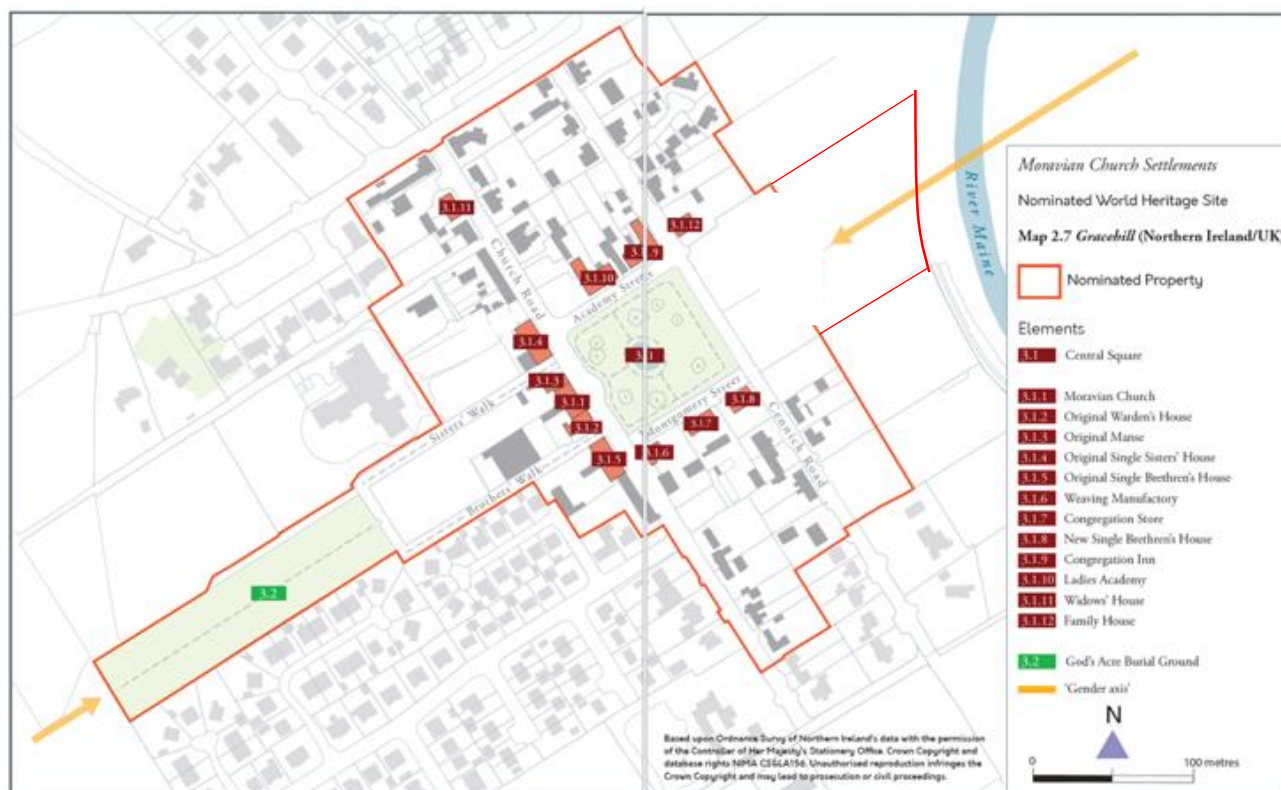 Moravian Church Settlements
Nominated World Heritage Site
Map 2.7 Gracehill (Northern Ireland/UK)
Nominated Property
Elements
3.1 Central Square
3.1.1 Moravian Church
3.1.2 Original Warden's House
3.1.3 Original Manse
3.1.4 Original Single Sisters' House
3.1.5 Original Single Brethren's House
3.1.6 Weaving Manufactory
3.1.7 Congregation Store
3.1.8 New Single Brethren's House
3.1.9 Congregation Inn
3.1.10 Ladies Academy
3.1.11 Widows' House
3.1.12 Family House
3.2 God's Acre Burial Ground
'Gender axis'
N
0 100 metres
River Maine
3.1.11
3.1.12
3.1.9
3.1.10
Church Road
Academy Street
3.1.4
3.1
3.1.3
3.1.1
3.1.8
3.1.2
Montgomery Street
3.1.7
Sisters' Walk
3.1.6
3.1.5
Cennick Road
Brothers' Walk
3.2
Based upon Ordnance Survey of Northern Ireland's data with the permission
of the Controller of Her Majesty's Stationery Office. Crown Copyright and
database rights NIMA CS&LA156. Unauthorised reproduction infringes the
Crown Copyright and may lead to prosecution or civil proceedings.